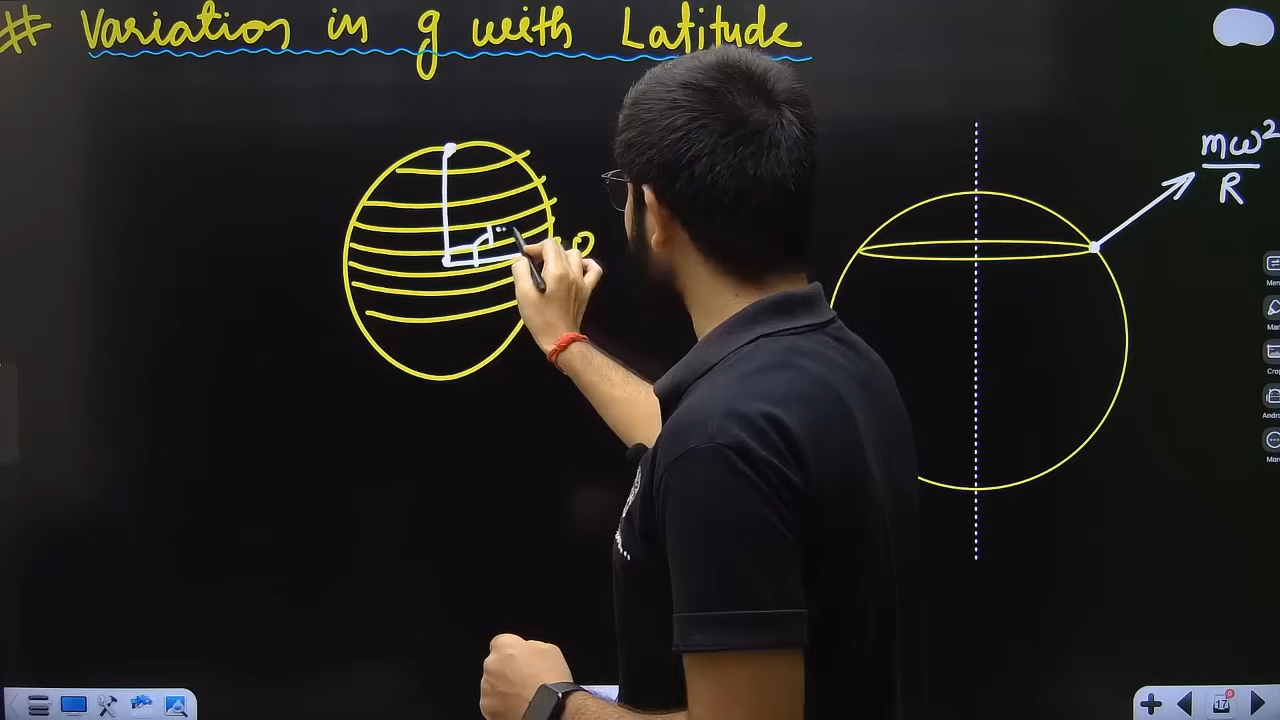 # Variation in g with Latitude
mω²
R